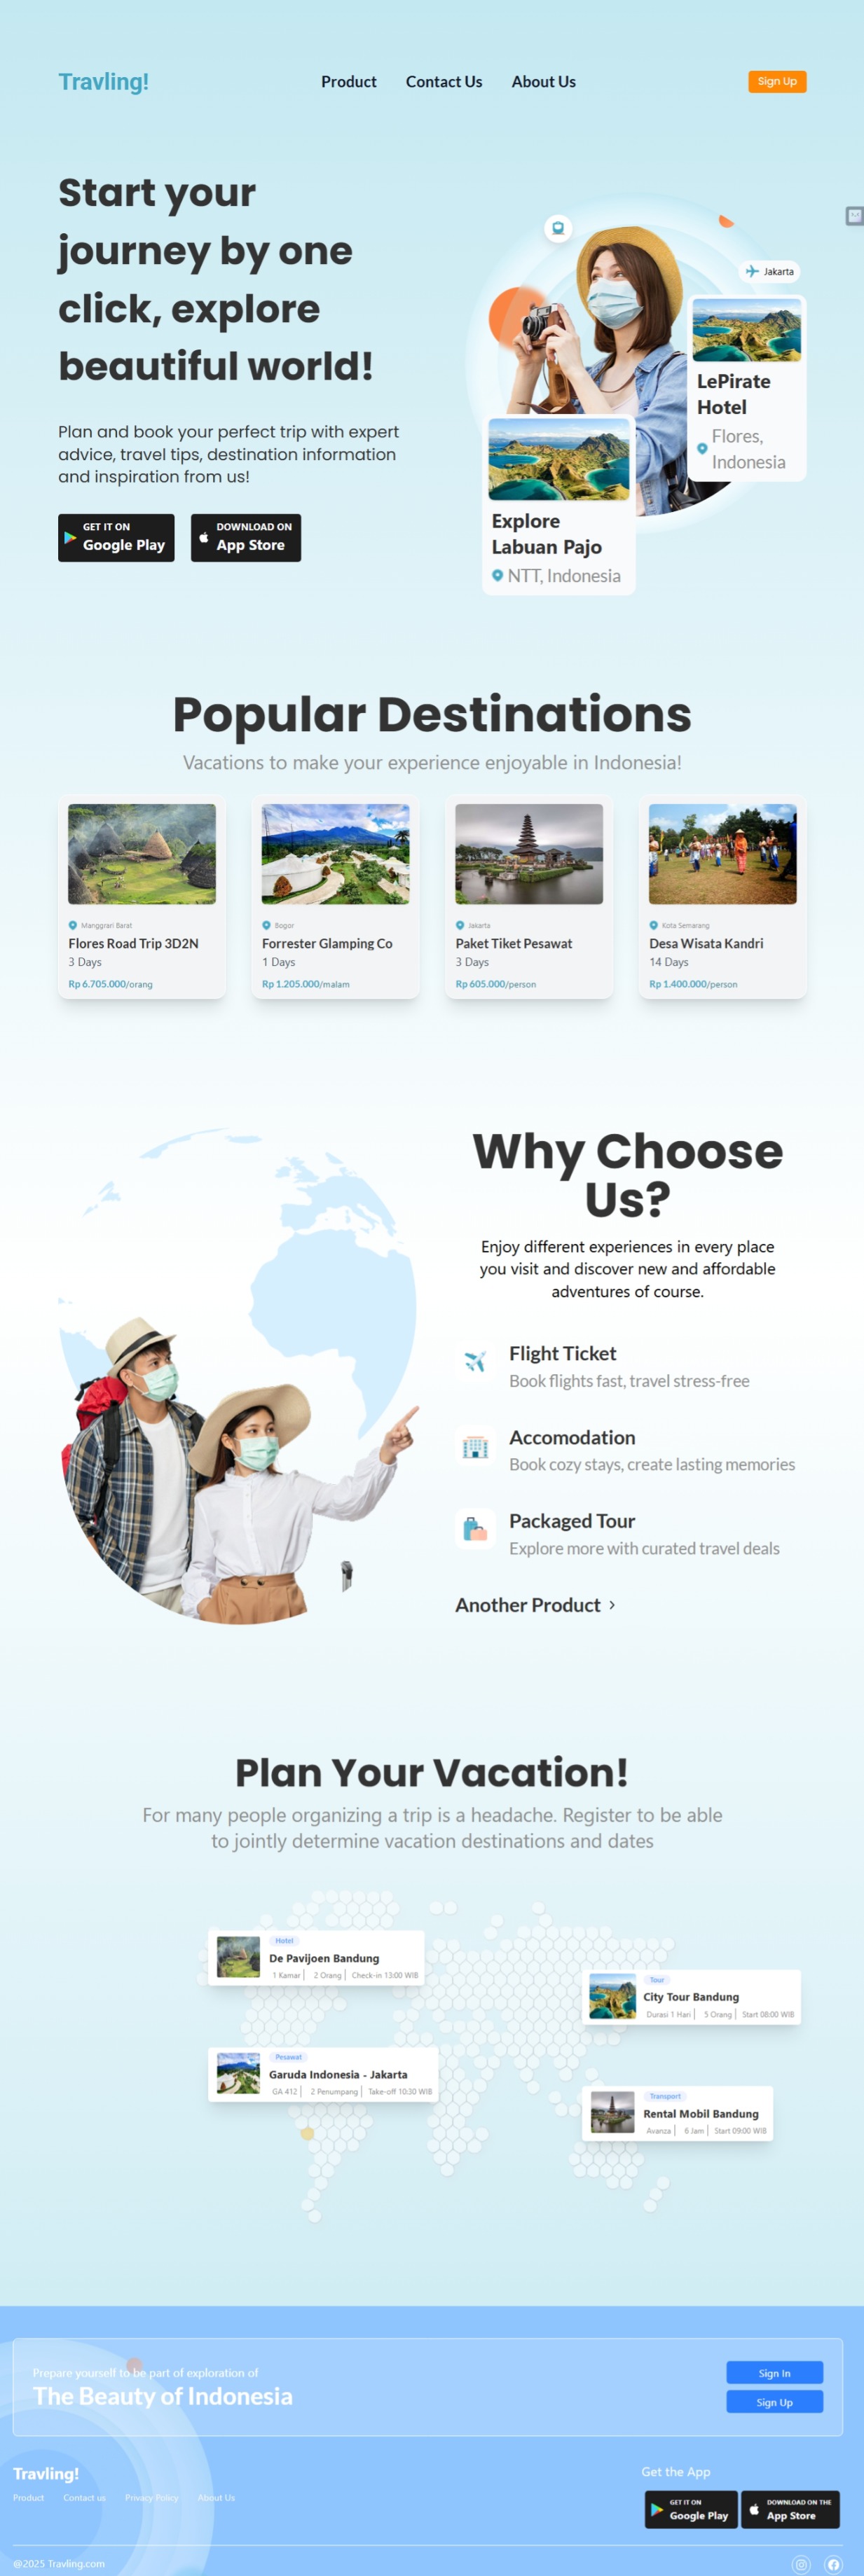 Travling!
Product
Contact Us
About Us
Sign Up
Start your
journey by one
click, explore
beautiful world!
Plan and book your perfect trip with expert
advice, travel tips, destination information
and inspiration from us!
GET IT ON
Google Play
DOWNLOAD ON
App Store
Jakarta
LePirate
Hotel
Flores,
Indonesia
Explore
Labuan Pajo
NTT, Indonesia
Popular Destinations
Vacations to make your experience enjoyable in Indonesia!
Manggrari Barat
Flores Road Trip 3D2N
3 Days
Rp 6.705.000/orang
Bogor
Forrester Glamping Co
1 Days
Rp 1.205.000/malam
Jakarta
Paket Tiket Pesawat
3 Days
Rp 605.000/person
Kota Semarang
Desa Wisata Kandri
14 Days
Rp 1.400.000/person
Why Choose
Us?
Enjoy different experiences in every place
you visit and discover new and affordable
adventures of course.
Flight Ticket
Book flights fast, travel stress-free
Accomodation
Book cozy stays, create lasting memories
Packaged Tour
Explore more with curated travel deals
Another Product >
Plan Your Vacation!
For many people organizing a trip is a headache. Register to be able
to jointly determine vacation destinations and dates
Hotel
De Pavijoen Bandung
1 Kamar | 2 Orang | Check-in 13:00 WIB
Tour
City Tour Bandung
Durasi 1 Hari | 5 Orang | Start 08:00 WIB
Pesawat
Garuda Indonesia - Jakarta
GA 412 | 2 Penumpang | Take-off 10:30 WIB
Transport
Rental Mobil Bandung
Avanza | 6 Jam | Start 09:00 WIB
Prepare yourself to be part of exploration of
The Beauty of Indonesia
Sign In
Sign Up
Travling!
Product
Contact us
Privacy Policy
About Us
Get the App
GET IT ON
Google Play
DOWNLOAD ON THE
App Store
@2025 Travling.com